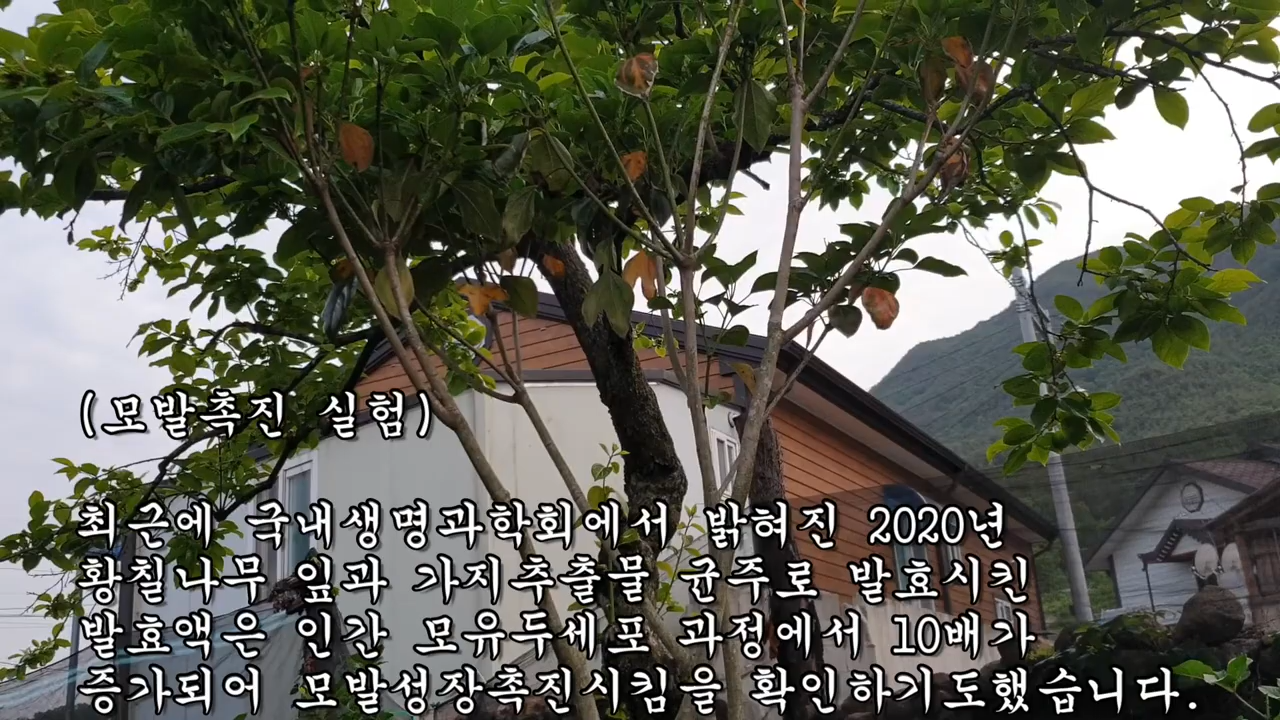 (모발촉진 실험)
최근에 국내생명과학회에서 밝혀진 2020년
황칠나무 잎과 가지추출물 균주로 발효시킨
발효액은 인간 모유두세포 과정에서 10배가
증가되어 모발성장촉진시킴을 확인하기도했습니다.